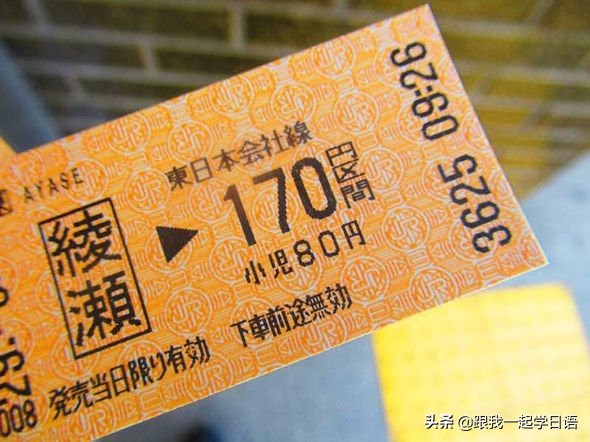 AYASE
綾瀬
東日本会社線
▶170円区間
小児80円
発売当日限り有効 下車前途無効
3625 09:26
008
29.
头条 @跟我一起学日语